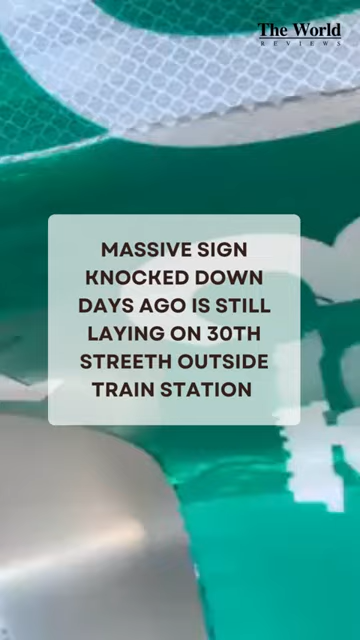 The World
REVIEWS
MASSIVE SIGN
KNOCKED DOWN
DAYS AGO IS STILL
LAYING ON 30TH
STREETH OUTSIDE
TRAIN STATION